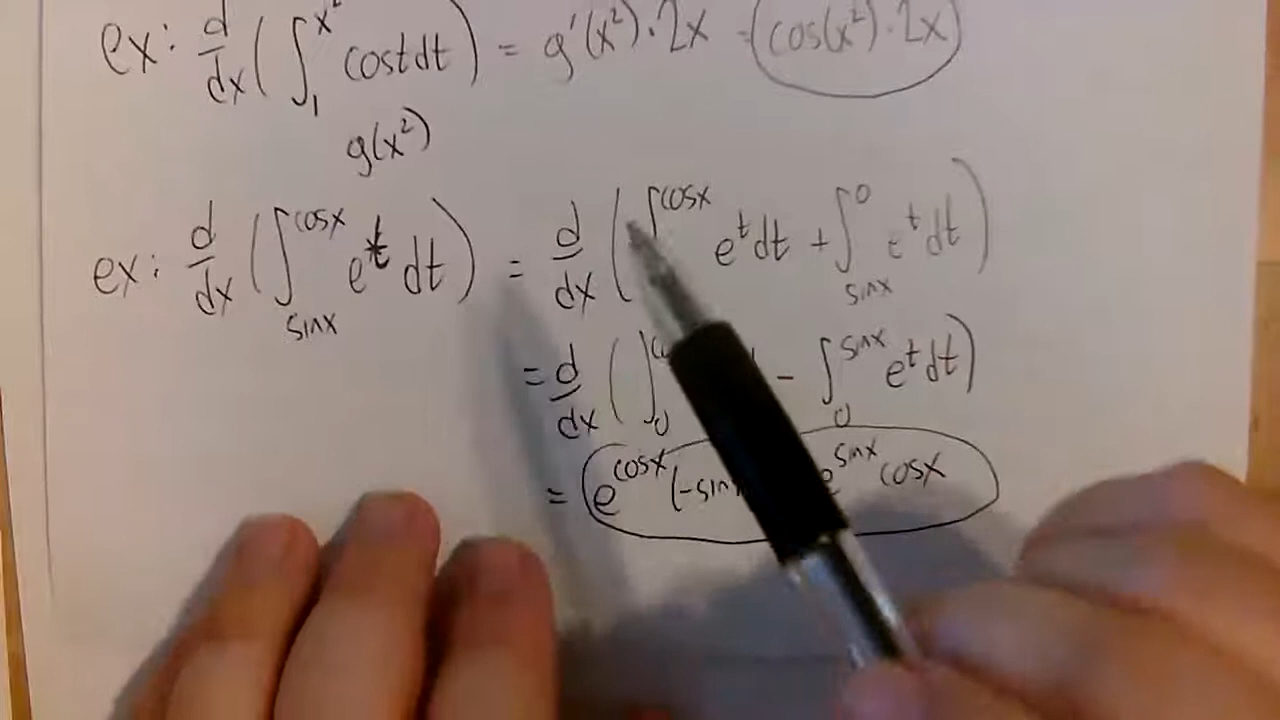 ex: d/dx ( ∫₁^x² cost dt ) = g'(x²)·2x = cos(x²)·2x
g(x²)
ex: d/dx ( ∫_sinx^cosx e^t dt ) = d/dx ( ∫^cosx e^t dt + ∫_sinx^0 e^t dt )
= d/dx ( ∫₀ - ∫₀^sinx e^t dt )
= e^cosx (-sin e^sinx cosx